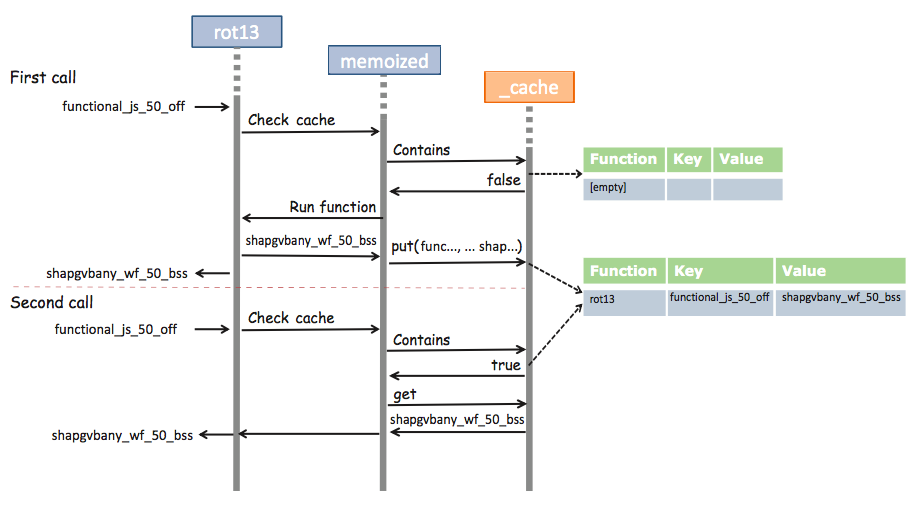 rot13
memoized
_cache
First call
functional_js_50_off
Check cache
Contains
false
Function Key Value
[empty]
Run function
shapgvbany_wf_50_bss
put(func..., ... shap...)
shapgvbany_wf_50_bss
Function Key Value
rot13 functional_js_50_off shapgvbany_wf_50_bss
Second call
functional_js_50_off
Check cache
Contains
true
get
shapgvbany_wf_50_bss
shapgvbany_wf_50_bss